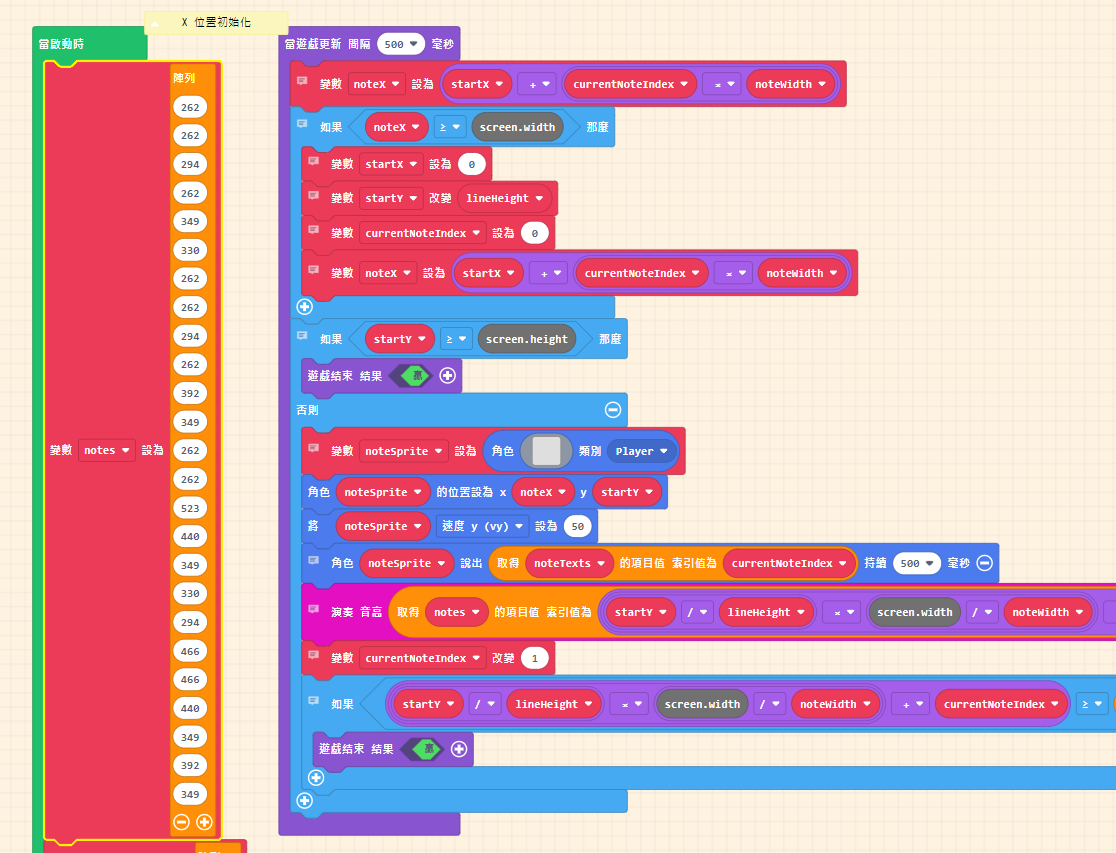 X 位置初始化
當啟動時
陣列
262
262
294
262
349
330
262
262
294
262
392
349
變數 notes 設為 262
262
523
440
349
330
294
466
466
440
349
392
349
當遊戲更新 間隔 500 毫秒
變數 noteX 設為 startX + currentNoteIndex × noteWidth
如果 noteX ≥ screen.width 那麼
變數 startX 設為 0
變數 startY 改變 lineHeight
變數 currentNoteIndex 設為 0
變數 noteX 設為 startX + currentNoteIndex × noteWidth
如果 startY ≥ screen.height 那麼
遊戲結束 結果 贏
否則
變數 noteSprite 設為 角色 類別 Player
角色 noteSprite 的位置設為 x noteX y startY
將 noteSprite 速度 y (vy) 設為 50
角色 noteSprite 說出 取得 noteTexts 的項目值 索引值為 currentNoteIndex 持續 500 毫秒
演奏 音高 取得 notes 的項目值 索引值為 startY / lineHeight × screen.width / noteWidth
變數 currentNoteIndex 改變 1
如果 startY / lineHeight × screen.width / noteWidth + currentNoteIndex ≥
遊戲結束 結果 贏